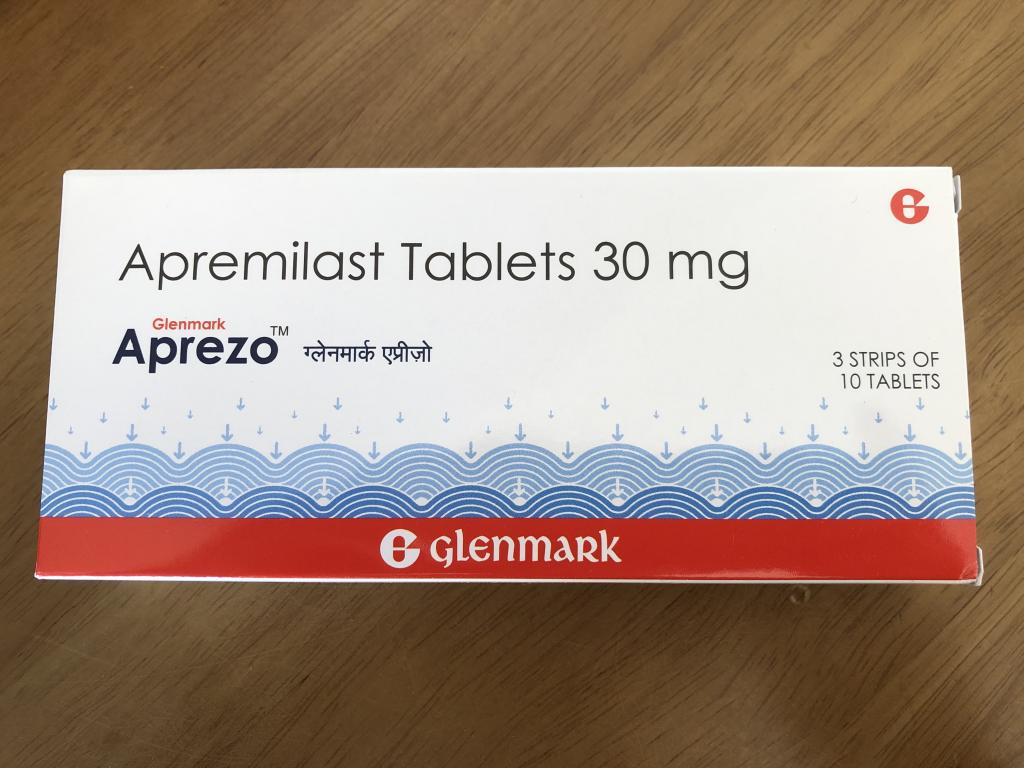 Apremilast Tablets 30 mg
Glenmark
Aprezo™ ग्लेनमार्क एप्रीज़ो
3 STRIPS OF
10 TABLETS
GLENMARK